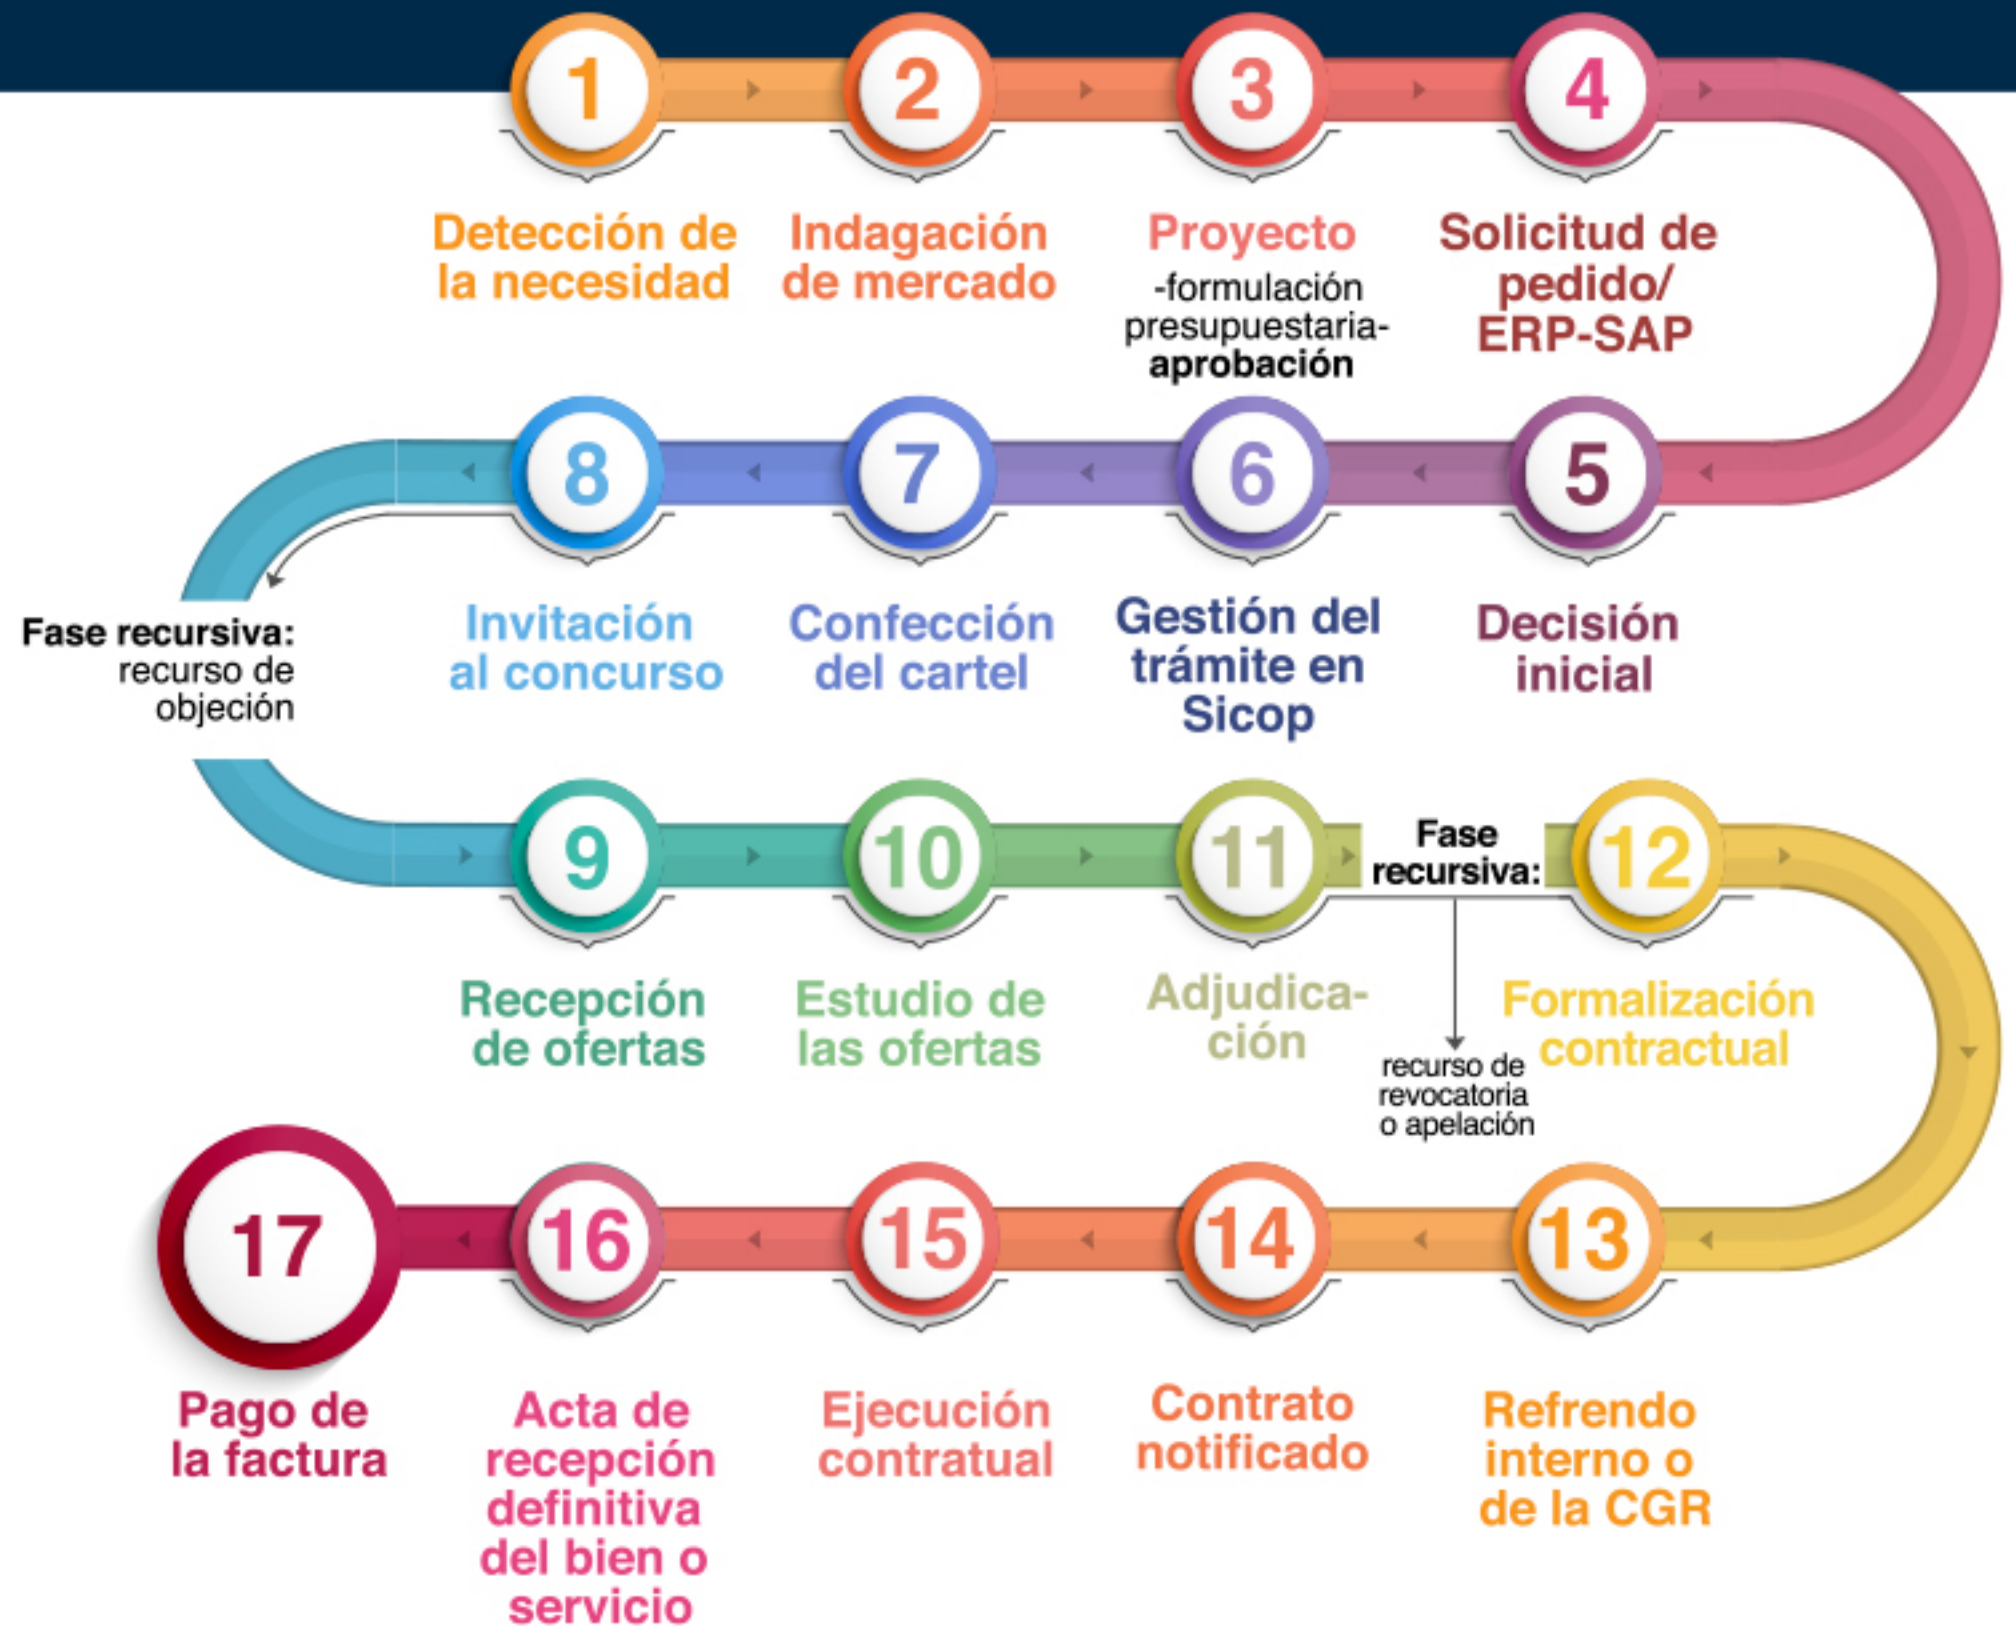 1
2
3
4
Detección de
la necesidad
Indagación
de mercado
Proyecto
-formulación
presupuestaria-
aprobación
Solicitud de
pedido/
ERP-SAP
8
7
6
5
Fase recursiva:
recurso de
objeción
Invitación
al concurso
Confección
del cartel
Gestión del
trámite en
Sicop
Decisión
inicial
9
10
11
Fase
recursiva:
12
Recepción
de ofertas
Estudio de
las ofertas
Adjudica-
ción
recurso de
revocatoria
o apelación
Formalización
contractual
17
16
15
14
13
Pago de
la factura
Acta de
recepción
definitiva
del bien o
servicio
Ejecución
contratual
Contrato
notificado
Refrendo
interno o
de la CGR